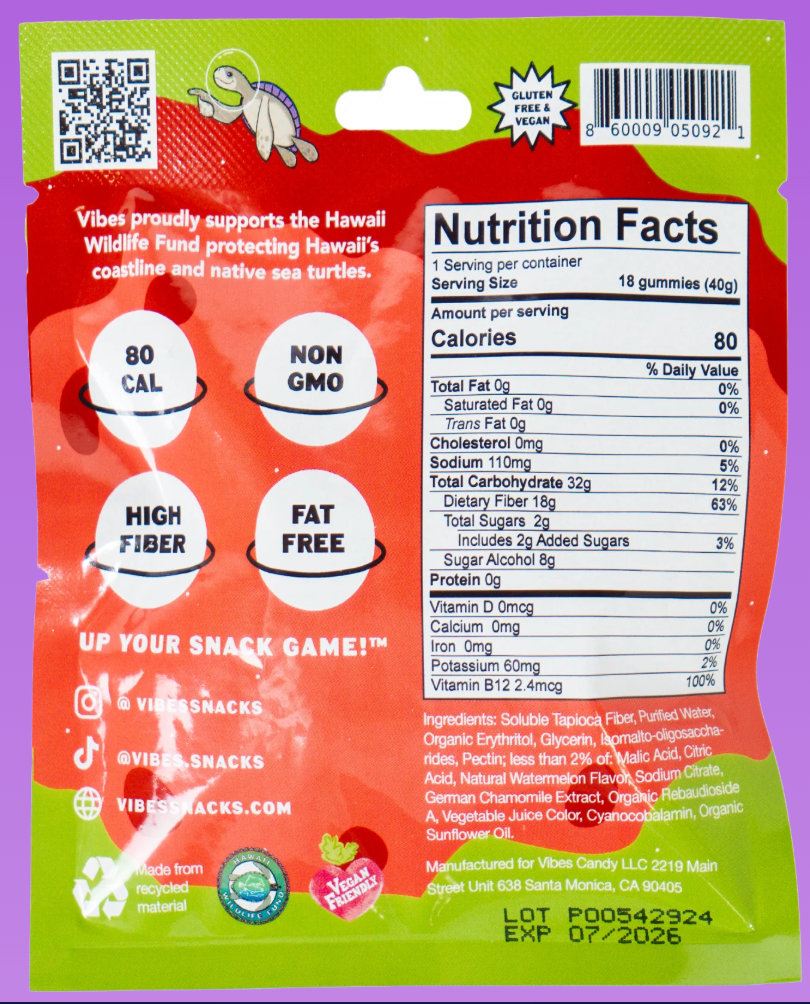 GLUTEN
FREE &
VEGAN
8 60009 05092 1
Vibes proudly supports the Hawaii
Wildlife Fund protecting Hawaii's
coastline and native sea turtles.
80
CAL
NON
GMO
HIGH
FIBER
FAT
FREE
UP YOUR SNACK GAME!™
@ VIBESSNACKS
@VIBES.SNACKS
VIBESSNACKS.COM
Made from
recycled
material
HAWAII
WILDLIFE FUND
VEGAN
FRIENDLY
Nutrition Facts
1 Serving per container
Serving Size 18 gummies (40g)
Amount per serving
Calories 80
% Daily Value
Total Fat 0g 0%
Saturated Fat 0g 0%
Trans Fat 0g
Cholesterol 0mg 0%
Sodium 110mg 5%
Total Carbohydrate 32g 12%
Dietary Fiber 18g 63%
Total Sugars 2g
Includes 2g Added Sugars 3%
Sugar Alcohol 8g
Protein 0g
Vitamin D 0mcg 0%
Calcium 0mg 0%
Iron 0mg 0%
Potassium 60mg 2%
Vitamin B12 2.4mcg 100%
Ingredients: Soluble Tapioca Fiber, Purified Water,
Organic Erythritol, Glycerin, Isomalto-oligosaccha-
rides, Pectin; less than 2% of: Malic Acid, Citric
Acid, Natural Watermelon Flavor, Sodium Citrate,
German Chamomile Extract, Organic Rebaudioside
A, Vegetable Juice Color, Cyanocobalamin, Organic
Sunflower Oil.
Manufactured for Vibes Candy LLC 2219 Main
Street Unit 638 Santa Monica, CA 90405
LOT P00542924
EXP 07/2026